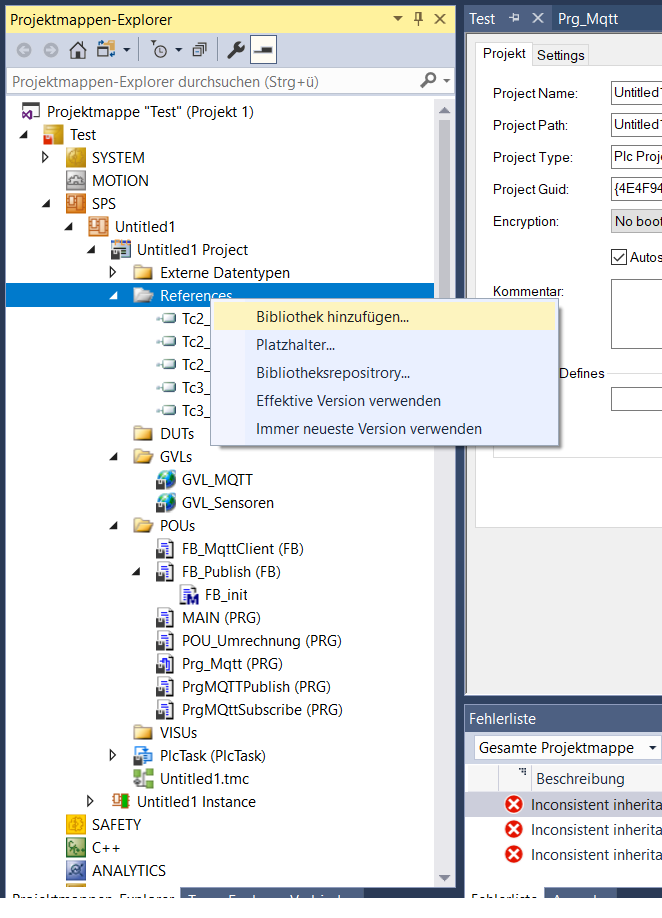 Projektmappen-Explorer
Projektmappen-Explorer durchsuchen (Strg+ü)
Projektmappe "Test" (Projekt 1)
Test
SYSTEM
MOTION
SPS
Untitled1
Untitled1 Project
Externe Datentypen
References
Tc2_
Tc2_
Tc2_
Tc3_
Tc3_
Bibliothek hinzufügen...
Platzhalter...
Bibliotheksrepositrory...
Effektive Version verwenden
Immer neueste Version verwenden
DUTs
GVLs
GVL_MQTT
GVL_Sensoren
POUs
FB_MqttClient (FB)
FB_Publish (FB)
FB_init
MAIN (PRG)
POU_Umrechnung (PRG)
Prg_Mqtt (PRG)
PrgMQTTPublish (PRG)
PrgMQttSubscribe (PRG)
VISUs
PlcTask (PlcTask)
Untitled1.tmc
Untitled1 Instance
SAFETY
C++
ANALYTICS
Test Prg_Mqtt
Projekt Settings
Project Name: Untitled1
Project Path: Untitled1
Project Type: Plc Proj
Project Guid: {4E4F94
Encryption: No boot
Autos
Kommentar:
Defines
Fehlerliste
Gesamte Projektmappe
Beschreibung
Inconsistent inherita
Inconsistent inherita
Inconsistent inherita